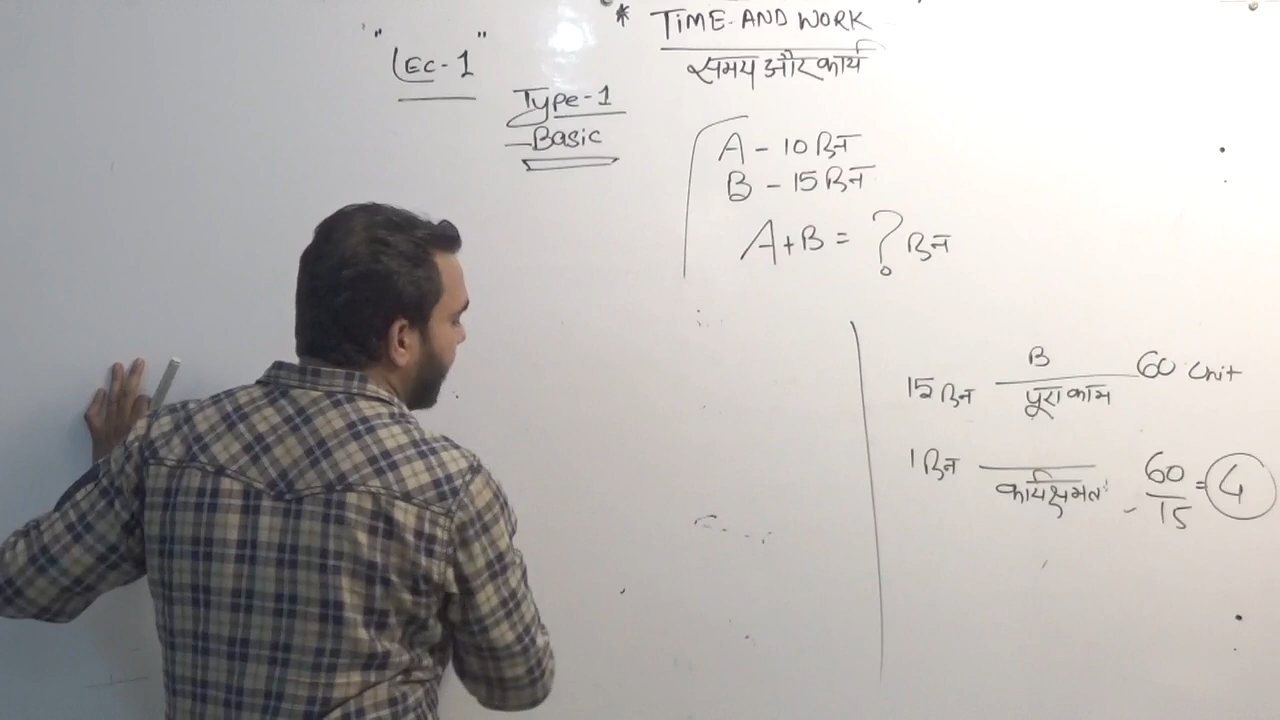 "LEC-1"
* TIME AND WORK
समय और कार्य
Type-1
Basic
A - 10 दिन
B - 15 दिन
A+B = ? दिन
B
15 दिन 60 Unit
पूरा काम
1 दिन
कार्यक्षमता - 60/15 = 4